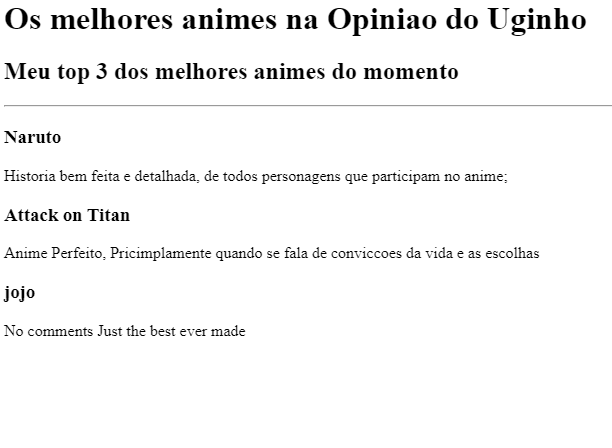 Os melhores animes na Opiniao do Uginho
Meu top 3 dos melhores animes do momento
Naruto
Historia bem feita e detalhada, de todos personagens que participam no anime;
Attack on Titan
Anime Perfeito, Pricimplamente quando se fala de conviccoes da vida e as escolhas
jojo
No comments Just the best ever made